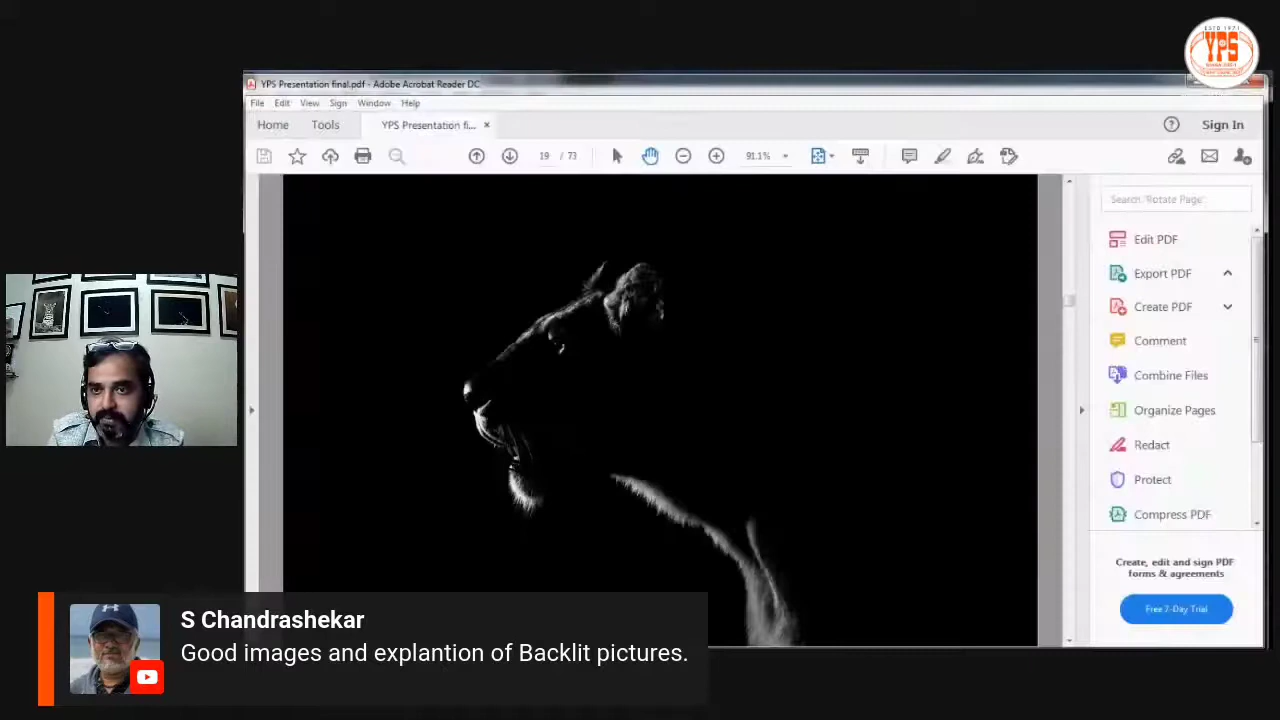 ESTD 1971
YPS
YPS Presentation final.pdf - Adobe Acrobat Reader DC
File Edit View Sign Window Help
Home Tools YPS Presentation fi... × Sign In
19 / 73 91.1%
Search 'Rotate Page'
Edit PDF
Export PDF
Create PDF
Comment
Combine Files
Organize Pages
Redact
Protect
Compress PDF
Create, edit and sign PDF
forms & agreements
Free 7-Day Trial
S Chandrashekar
Good images and explantion of Backlit pictures.